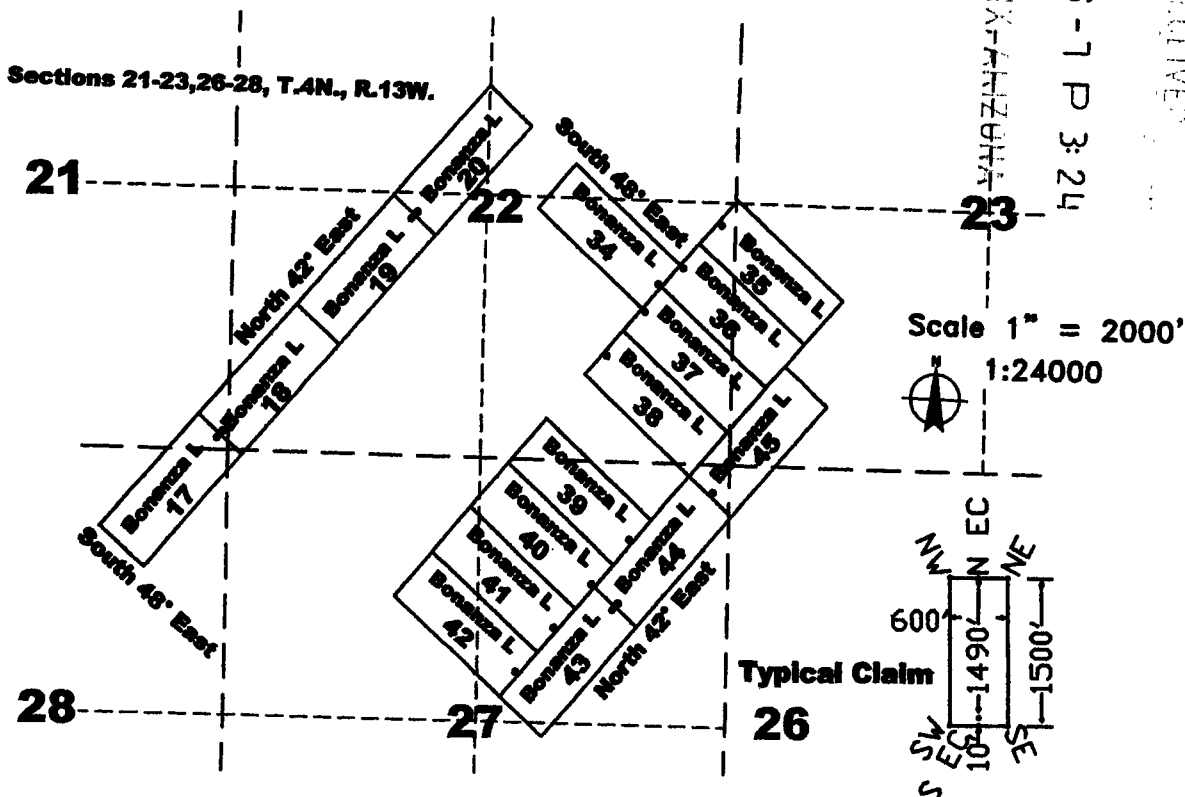 Sections 21-23,26-28, T.4N., R.13W.
21
22
23
28
27
26
North 42° East
South 48° East
South 48° East
North 42° East
Bonanza L
20
Bonanza L
19
Bonanza L
18
Bonanza L
17
Bonanza L
34
Bonanza L
35
Bonanza L
36
Bonanza L
37
Bonanza L
38
Bonanza L
39
Bonanza L
40
Bonanza L
41
Bonanza L
42
Bonanza L
43
Bonanza L
44
Bonanza L
45
Scale 1" = 2000'
1:24000
N
Typical Claim
NW
N EC
NE
600'
1490'
1500'
10'
SW
S EC
SE
-7 P 3:24